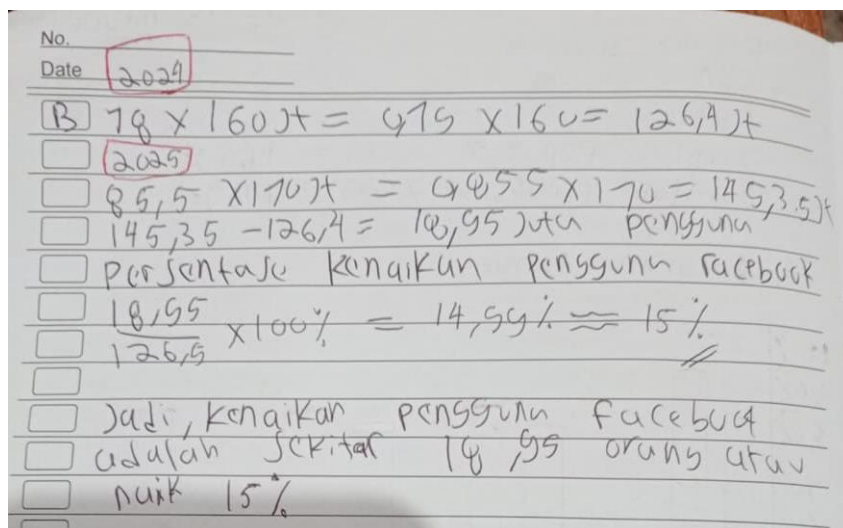 No.
Date 2024
B 79 x 160 Jt = 0,79 x 160 = 126,4 Jt
2025
85,5 x 170 Jt = 0,855 x 170 = 145,35 Jt
145,35 - 126,4 = 18,95 Juta pengguna
persentase kenaikan pengguna facebook
18,95
126,5 x 100% = 14,99% ≈ 15%
Jadi, kenaikan pengguna facebook
adalah sekitar 18,95 orang atau
naik 15%